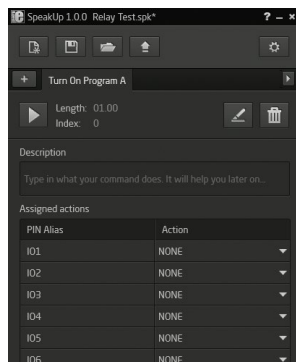 SpeakUp 1.0.0 Relay Test.spk*
Turn On Program A
Length: 01.00
Index: 0
Description
Type in what your command does. It will help you later on...
Assigned actions
PIN Alias Action
IO1 NONE
IO2 NONE
IO3 NONE
IO4 NONE
IO5 NONE
IO6 NONE